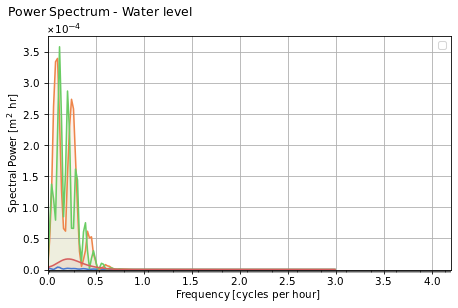 Power Spectrum - Water level
×10⁻⁴
3.5
3.0
2.5
2.0
1.5
1.0
0.5
0.0
Spectral Power [m² hr]
0.0 0.5 1.0 1.5 2.0 2.5 3.0 3.5 4.0
Frequency [cycles per hour]